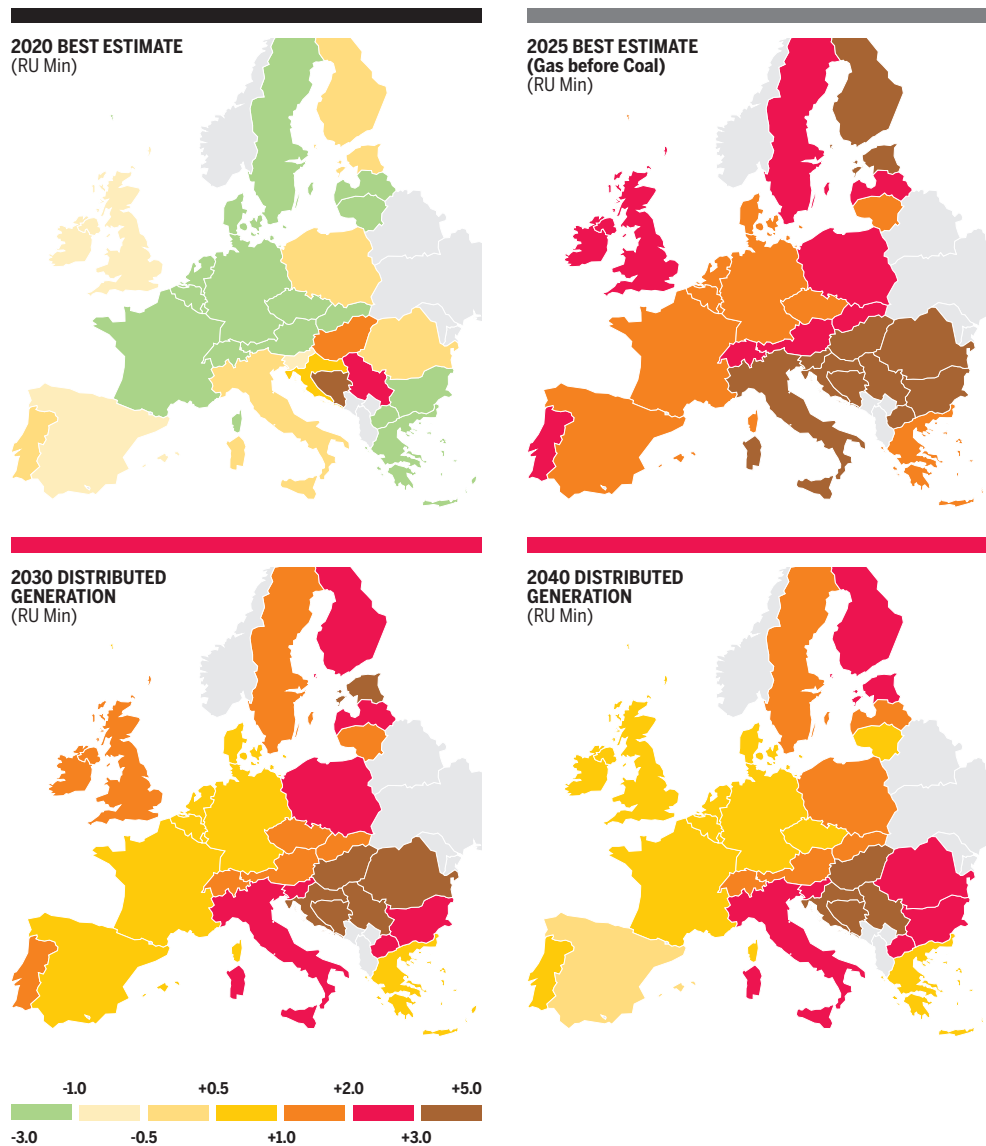 2020 BEST ESTIMATE
(RU Min)
2025 BEST ESTIMATE
(Gas before Coal)
(RU Min)
2030 DISTRIBUTED
GENERATION
(RU Min)
2040 DISTRIBUTED
GENERATION
(RU Min)
-1.0 +0.5 +2.0 +5.0
-3.0 -0.5 +1.0 +3.0